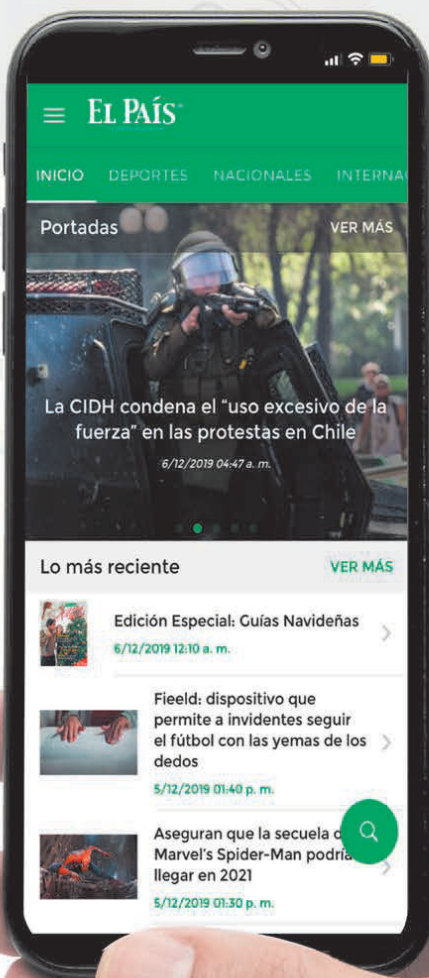 EL PAÍS
INICIO DEPORTES NACIONALES
Portadas VER MÁS
La CIDH condena el “uso excesivo de la
fuerza” en las protestas en Chile
6/12/2019 04:47 a. m.
Lo más reciente VER MÁS
Edición Especial: Guías Navideñas
6/12/2019 12:10 a. m.
Fieeld: dispositivo que
permite a invidentes seguir
el fútbol con las yemas de los
dedos
5/12/2019 01:40 p. m.
Aseguran que la secuela
Marvel's Spider-Man podría
llegar en 2021
5/12/2019 01:30 p. m.